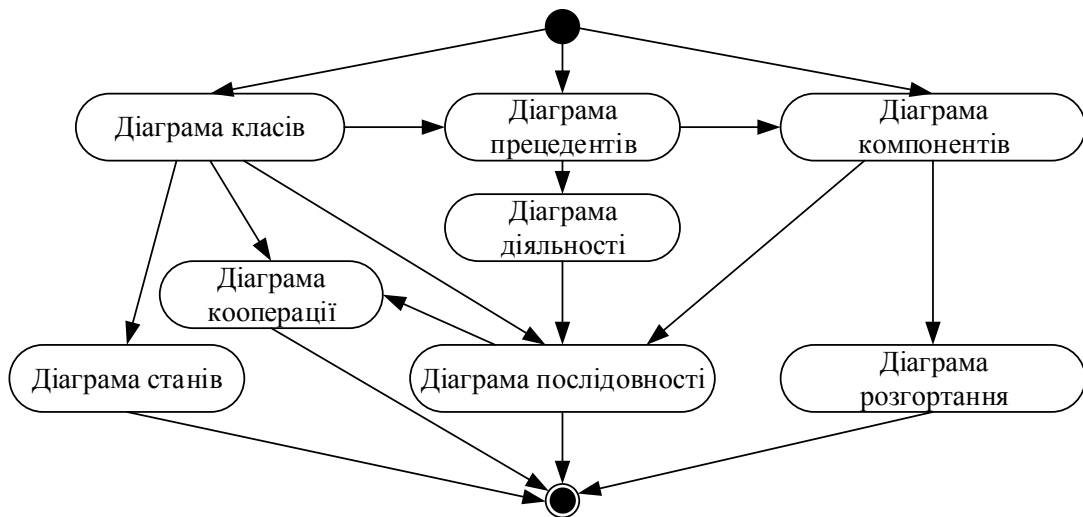 Діаграма класів
Діаграма
прецедентів
Діаграма
компонентів
Діаграма
діяльності
Діаграма
кооперації
Діаграма станів
Діаграма послідовності
Діаграма
розгортання